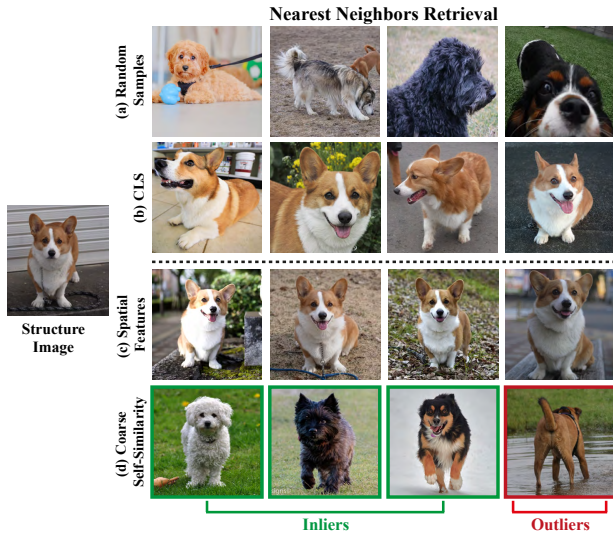 Nearest Neighbors Retrieval
(a) Random
Samples
(b) CLS
Structure
Image
(c) Spatial
Features
(d) Coarse
Self-Similarity
Inliers
Outliers